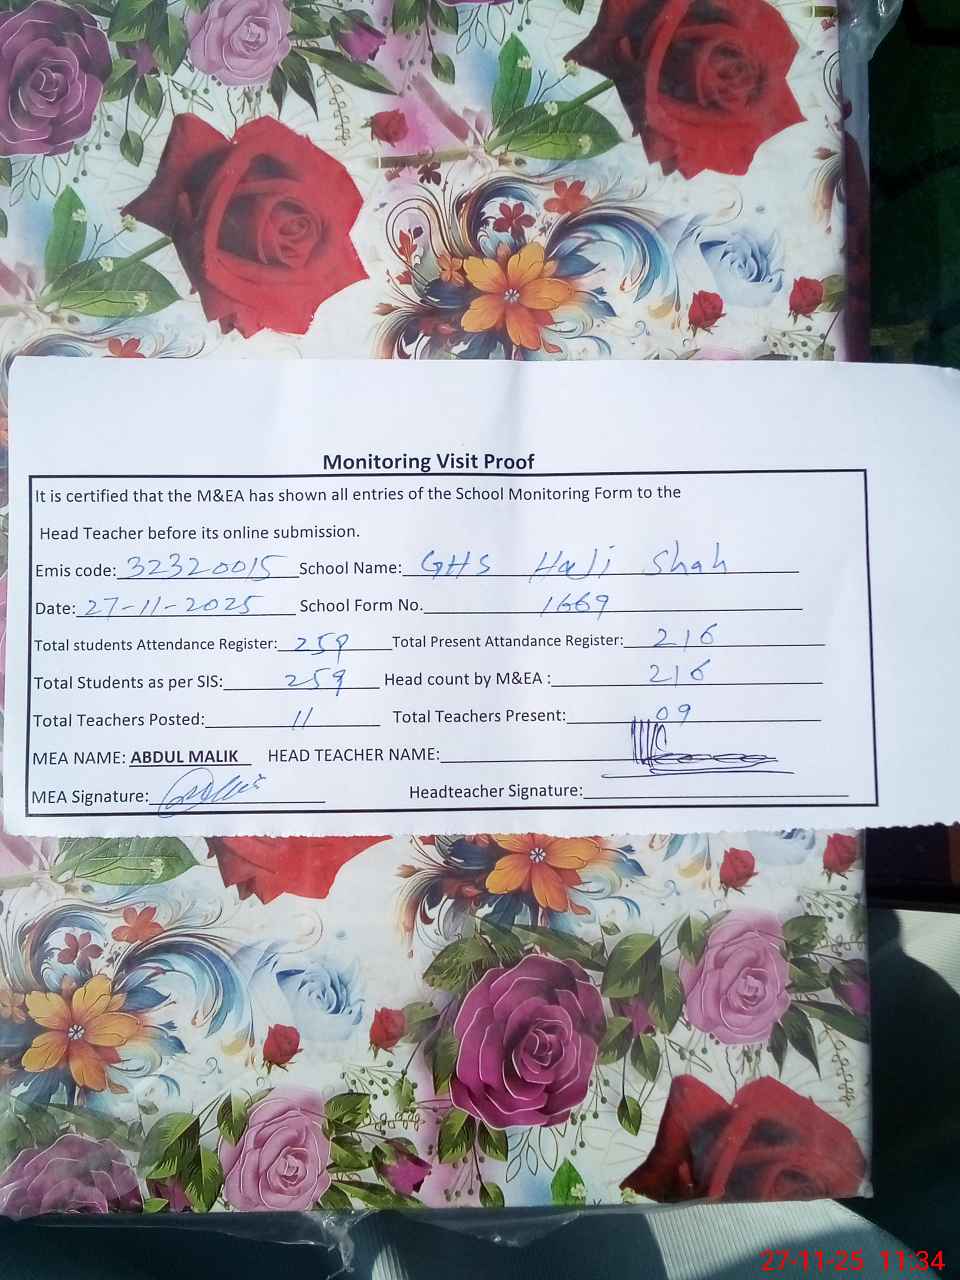 Monitoring Visit Proof
It is certified that the M&EA has shown all entries of the School Monitoring Form to the
Head Teacher before its online submission.
Emis code: 32320015 School Name: GHS Haji Shah
Date: 27-11-2025 School Form No. 1669
Total students Attendance Register: 259 Total Present Attandance Register: 216
Total Students as per SIS: 259 Head count by M&EA : 216
Total Teachers Posted: 11 Total Teachers Present: 09
MEA NAME: ABDUL MALIK HEAD TEACHER NAME:
MEA Signature: Headteacher Signature:
27-11-25 11:34